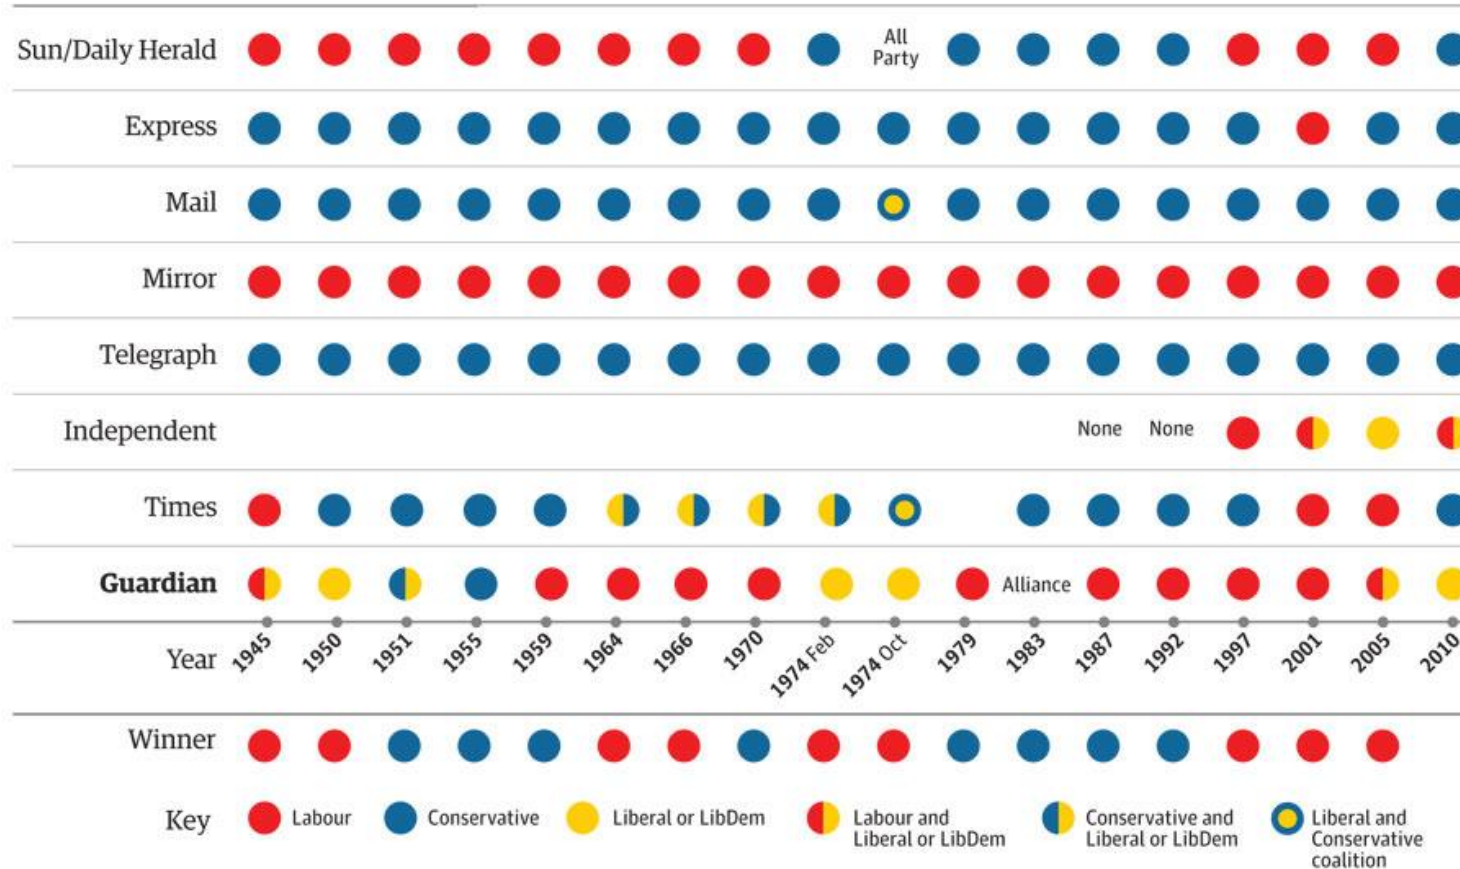 Sun/Daily Herald
All
Party
Express
Mail
Mirror
Telegraph
Independent
None None
Times
Guardian
Alliance
Year
1945 1950 1951 1955 1959 1964 1966 1970 1974 Feb 1974 Oct 1979 1983 1987 1992 1997 2001 2005 2010
Winner
Key
Labour
Conservative
Liberal or LibDem
Labour and
Liberal or LibDem
Conservative and
Liberal or LibDem
Liberal and
Conservative
coalition